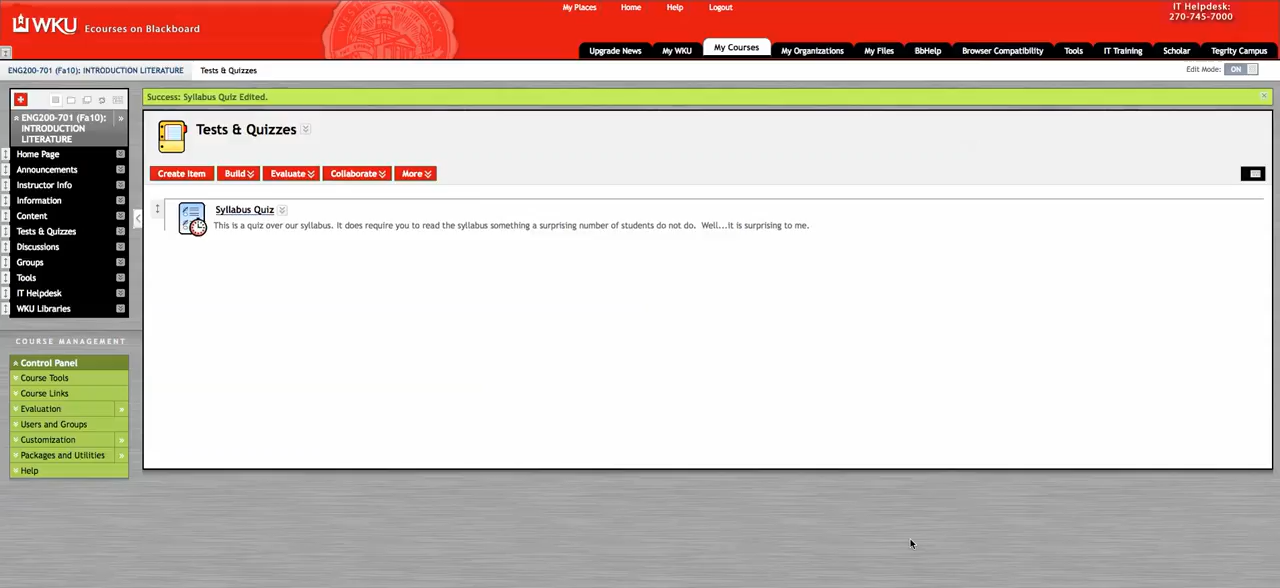 My Places Home Help Logout
IT Helpdesk:
270-745-7000
WKU Ecourses on Blackboard
Upgrade News My WKU My Courses My Organizations My Files BbHelp Browser Compatibility Tools IT Training Scholar Tegrity Campus
ENG200-701 (Fa10): INTRODUCTION LITERATURE Tests & Quizzes
Edit Mode: ON
Success: Syllabus Quiz Edited.
ENG200-701 (Fa10):
INTRODUCTION
LITERATURE
Home Page
Announcements
Instructor Info
Information
Content
Tests & Quizzes
Discussions
Groups
Tools
IT Helpdesk
WKU Libraries
COURSE MANAGEMENT
Control Panel
Course Tools
Course Links
Evaluation
Users and Groups
Customization
Packages and Utilities
Help
Tests & Quizzes
Create Item Build Evaluate Collaborate More
Syllabus Quiz
This is a quiz over our syllabus. It does require you to read the syllabus something a surprising number of students do not do. Well...it is surprising to me.